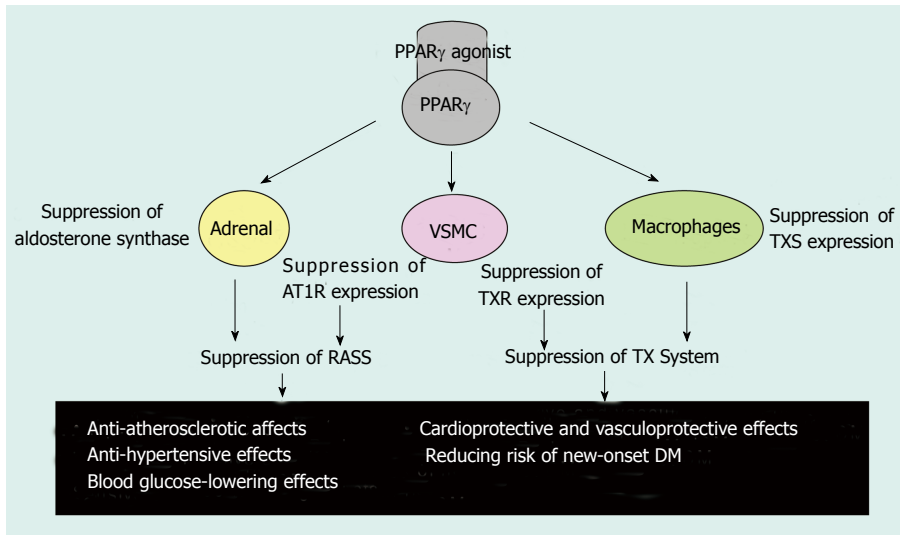 PPARγ agonist
PPARγ
Suppression of
aldosterone synthase
Adrenal
VSMC
Macrophages
Suppression of
TXS expression
Suppression of
AT1R expression
Suppression of
TXR expression
Suppression of RASS
Suppression of TX System
Anti-atherosclerotic affects
Anti-hypertensive effects
Blood glucose-lowering effects
Cardioprotective and vasculoprotective effects
Reducing risk of new-onset DM